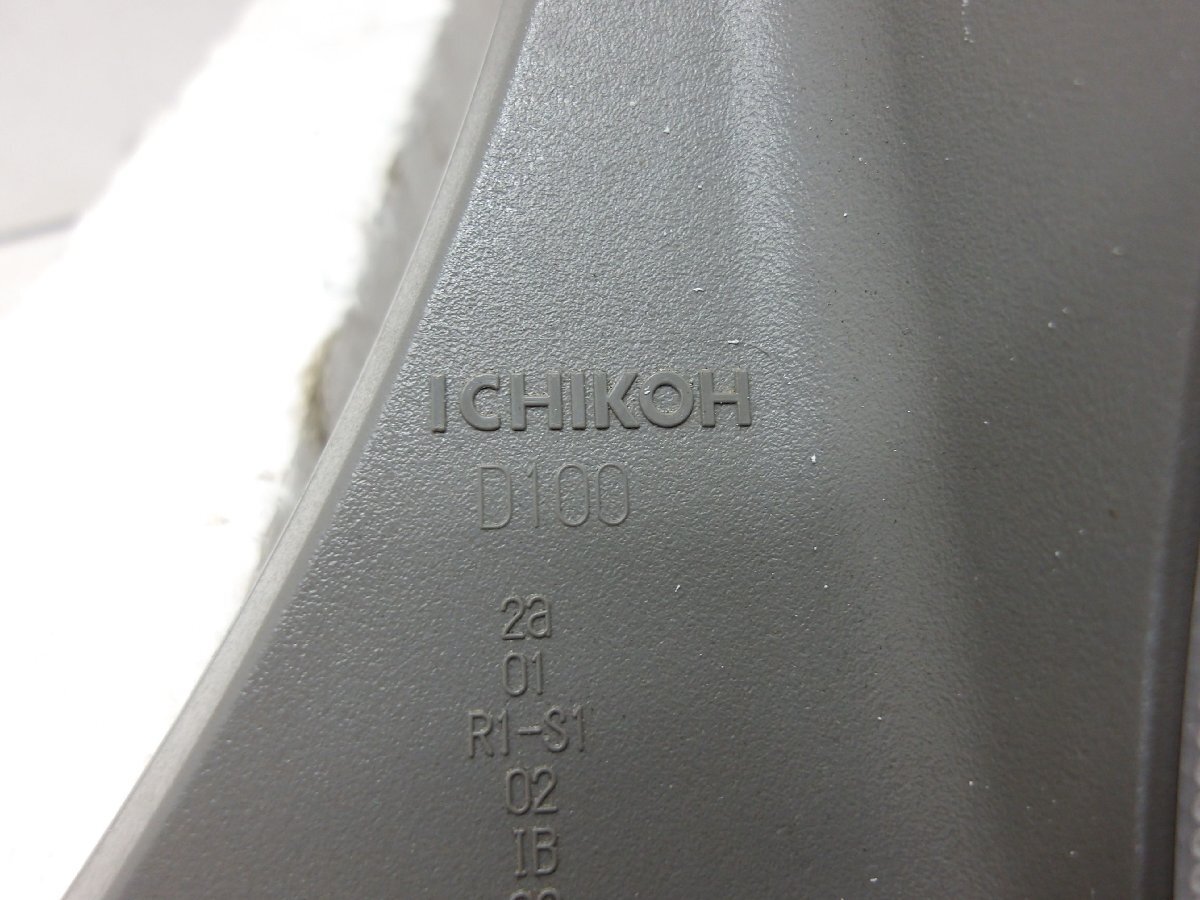 ICHIKOH
D100
2a
01
R1-S1
02
IB